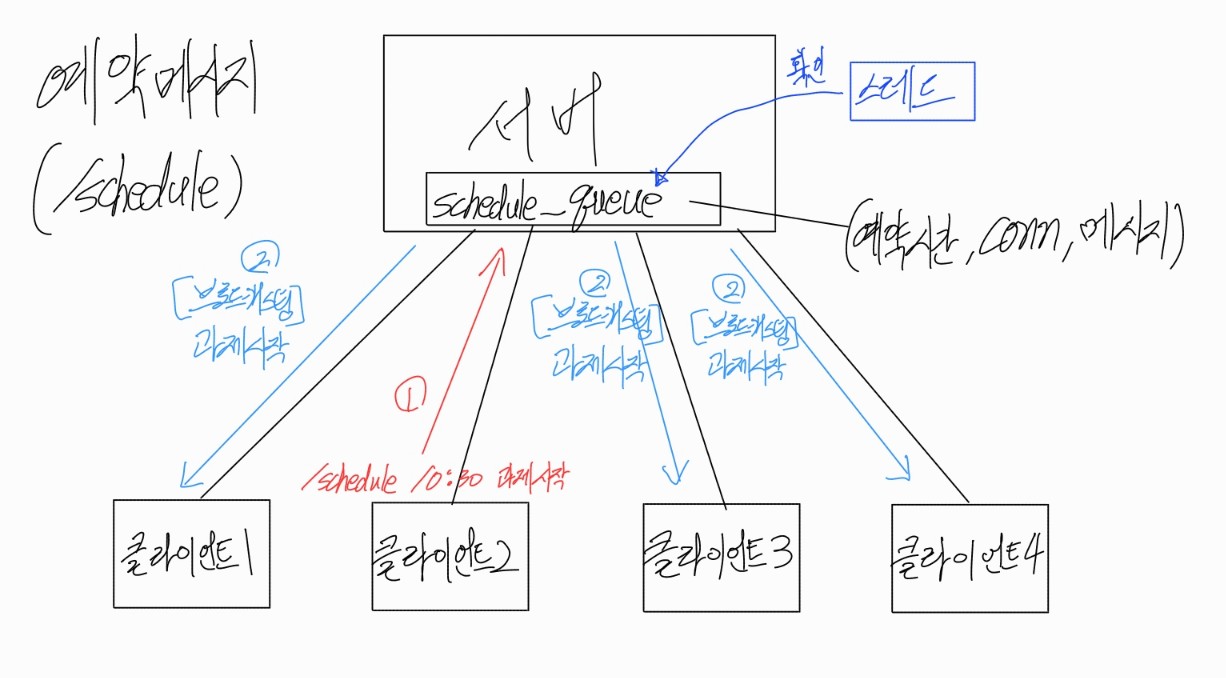 예약메시지
(/schedule)
서버
schedule_queue
확인
스레드
(예약시간, conn, 메시지)
②
[브로드캐스팅]
과제시작
②
[브로드캐스팅]
과제시작
②
[브로드캐스팅]
과제시작
①
/schedule 10:30 과제시작
클라이언트1
클라이언트2
클라이언트3
클라이언트4